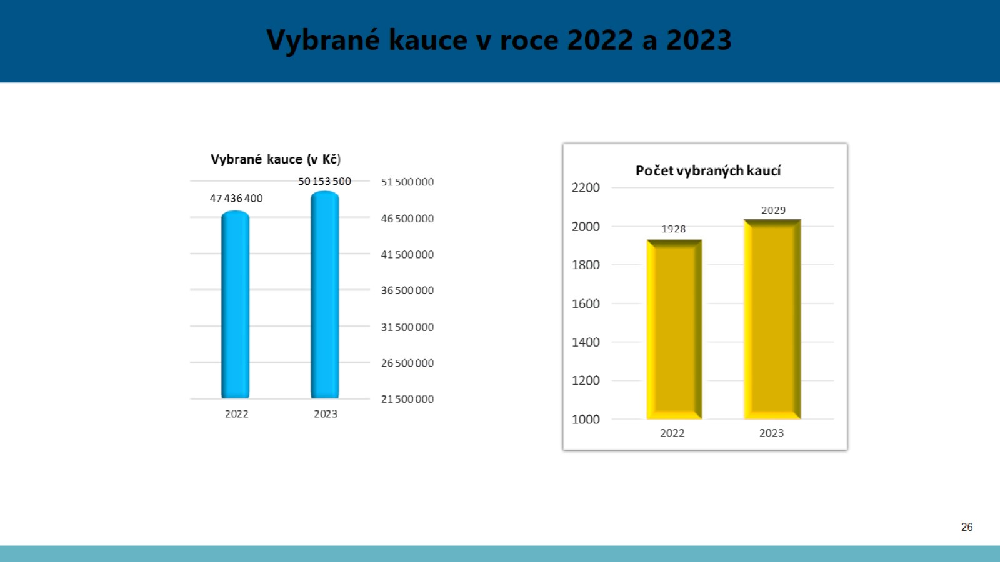 Vybrané kauce v roce 2022 a 2023
Vybrané kauce (v Kč)
50 153 500
47 436 400
51 500 000
46 500 000
41 500 000
36 500 000
31 500 000
26 500 000
21 500 000
2022
2023
Počet vybraných kaucí
2200
2000
1800
1600
1400
1200
1000
2029
1928
2022
2023
26